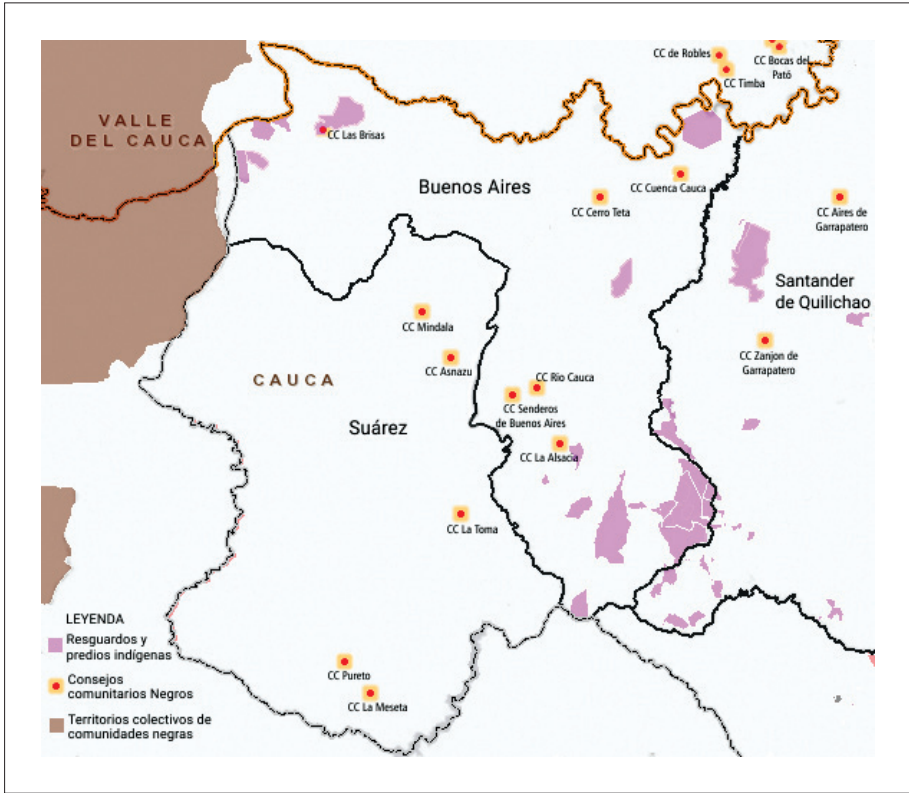 CC de Robles
CC Bocas del
Pató
CC Timba
VALLE
DEL CAUCA
CC Las Brisas
Buenos Aires
CC Cuenca Cauca
CC Cerro Teta
CC Aires de
Garrapatero
Santander
de Quilichao
CC Mindala
CC Zanjon de
Garrapatero
CC Asnazu
CAUCA
CC Rio Cauca
CC Senderos
de Buenos Aires
Suárez
CC La Alsacia
CC La Toma
LEYENDA
Resguardos y
predios indígenas
Consejos
comunitarios Negros
Territorios colectivos de
comunidades negras
CC Pureto
CC La Meseta